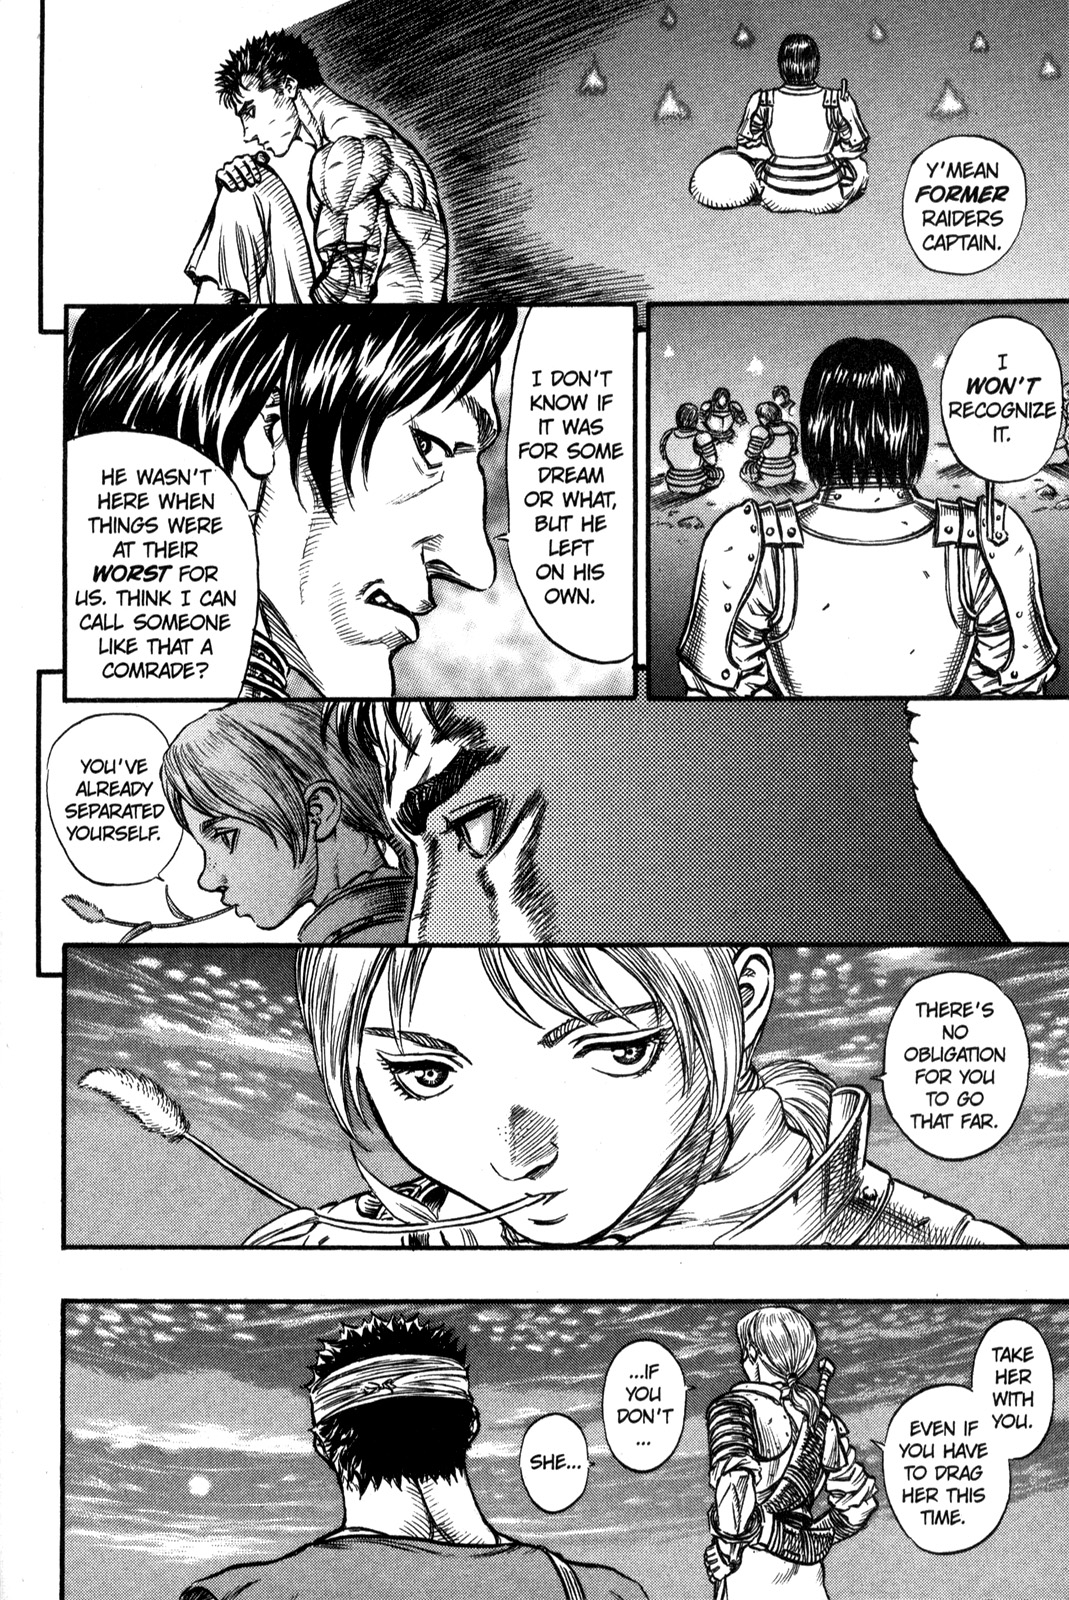 Y'MEAN
FORMER
RAIDERS
CAPTAIN.
I
WON'T
RECOGNIZE
IT.
I DON'T
KNOW IF
IT WAS
FOR SOME
DREAM
OR WHAT,
BUT HE
LEFT
ON HIS
OWN.
HE WASN'T
HERE WHEN
THINGS WERE
AT THEIR
WORST FOR
US. THINK I CAN
CALL SOMEONE
LIKE THAT A
COMRADE?
YOU'VE
ALREADY
SEPARATED
YOURSELF.
THERE'S
NO
OBLIGATION
FOR YOU
TO GO
THAT FAR.
TAKE
HER
WITH
YOU.
EVEN IF
YOU HAVE
TO DRAG
HER THIS
TIME.
...IF
YOU
DON'T
...
SHE...